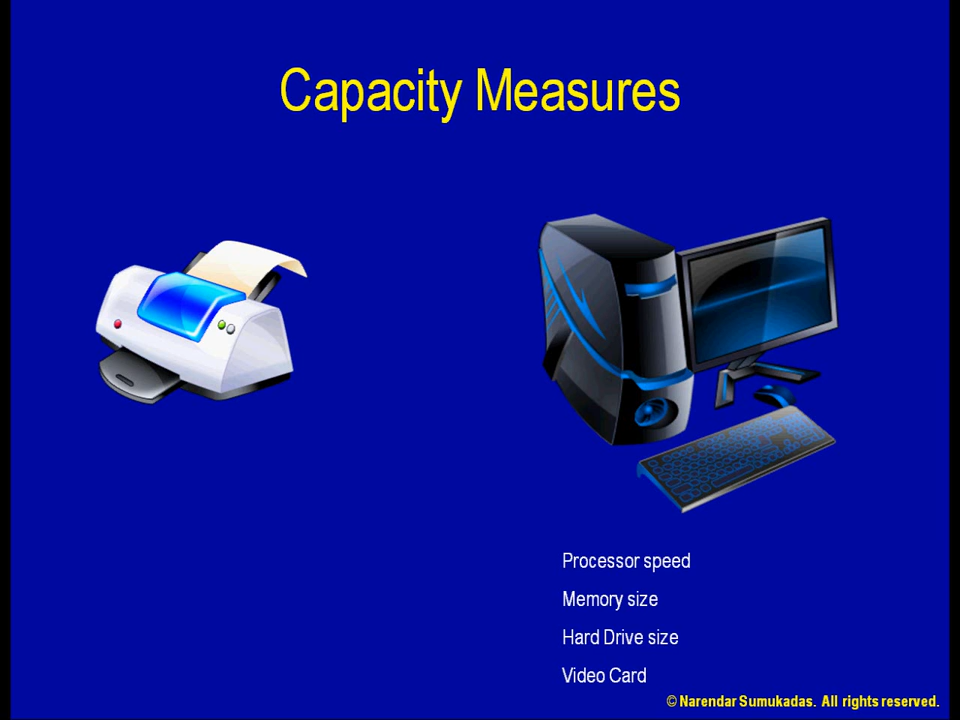 Capacity Measures
Processor speed
Memory size
Hard Drive size
Video Card
© Narendar Sumukadas. All rights reserved.